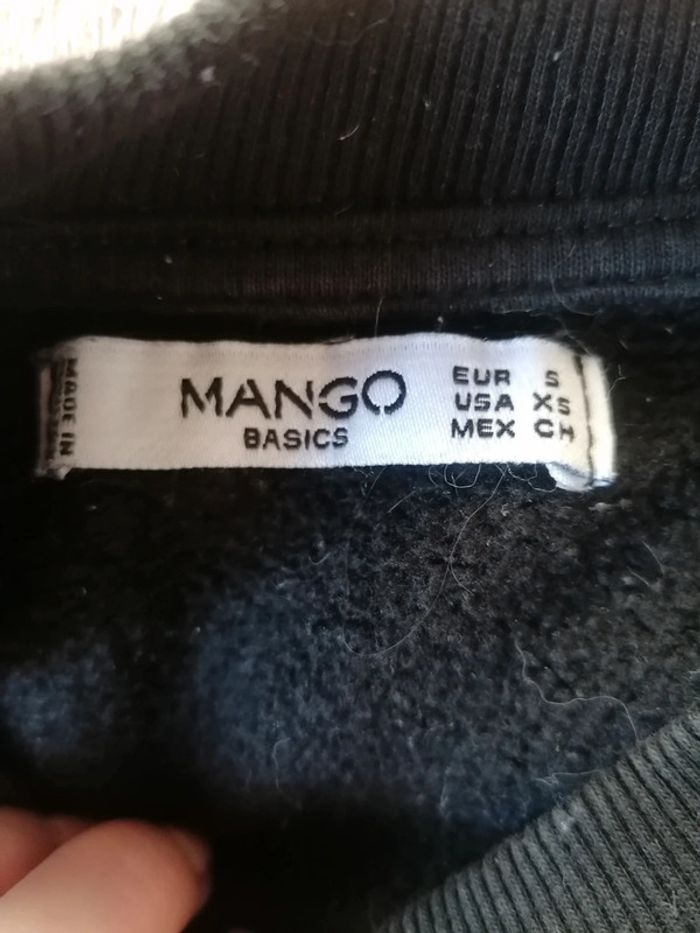 MANGO
BASICS
EUR S
USA XS
MEX CH
MADE IN